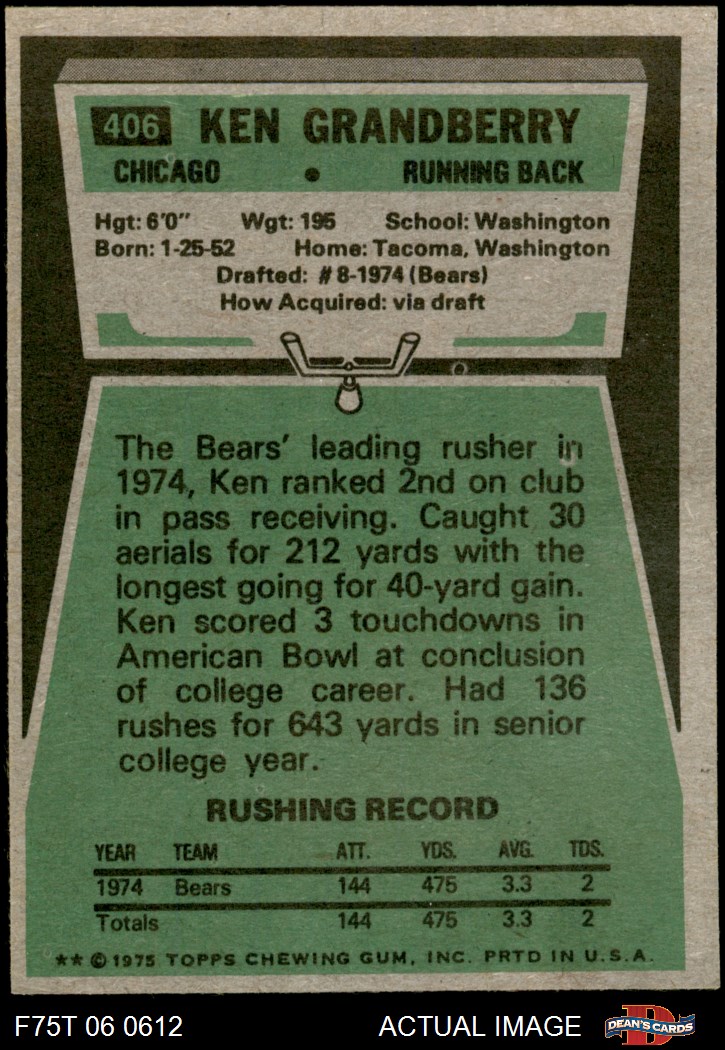 406 KEN GRANDBERRY
CHICAGO • RUNNING BACK
Hgt: 6'0" Wgt: 195 School: Washington
Born: 1-25-52 Home: Tacoma, Washington
Drafted: #8-1974 (Bears)
How Acquired: via draft
The Bears' leading rusher in
1974, Ken ranked 2nd on club
in pass receiving. Caught 30
aerials for 212 yards with the
longest going for 40-yard gain.
Ken scored 3 touchdowns in
American Bowl at conclusion
of college career. Had 136
rushes for 643 yards in senior
college year.
RUSHING RECORD
YEAR TEAM ATT. YDS. AVG. TDS.
1974 Bears 144 475 3.3 2
Totals 144 475 3.3 2
** © 1975 TOPPS CHEWING GUM, INC. PRTD IN U.S.A.
F75T 06 0612 ACTUAL IMAGE D DEAN'S CARDS